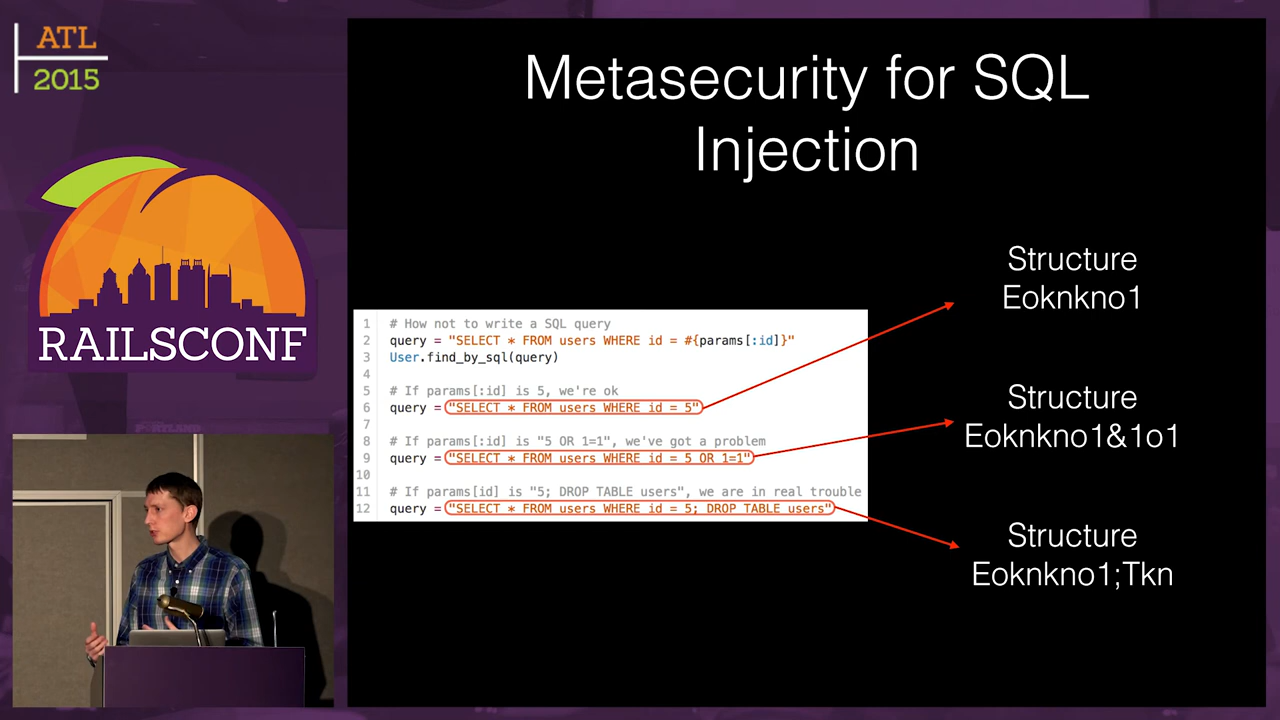 ATL
2015
RAILSCONF
Metasecurity for SQL
Injection
1 # How not to write a SQL query
2 query = "SELECT * FROM users WHERE id = #{params[:id]}"
3 User.find_by_sql(query)
4
5 # If params[:id] is 5, we're ok
6 query = "SELECT * FROM users WHERE id = 5"
7
8 # If params[:id] is "5 OR 1=1", we've got a problem
9 query = "SELECT * FROM users WHERE id = 5 OR 1=1"
10
11 # If params[id] is "5; DROP TABLE users", we are in real trouble
12 query = "SELECT * FROM users WHERE id = 5; DROP TABLE users"
Structure
Eoknkno1
Structure
Eoknkno1&1o1
Structure
Eoknkno1;Tkn